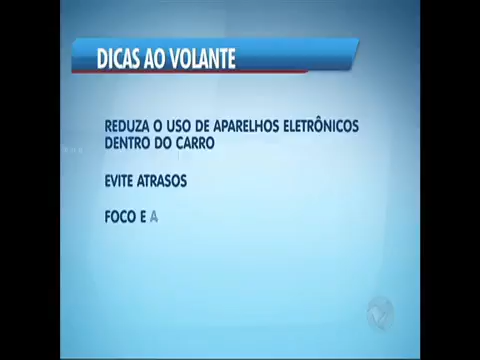 DICAS AO VOLANTE
REDUZA O USO DE APARELHOS ELETRÔNICOS
DENTRO DO CARRO
EVITE ATRASOS
FOCO E A